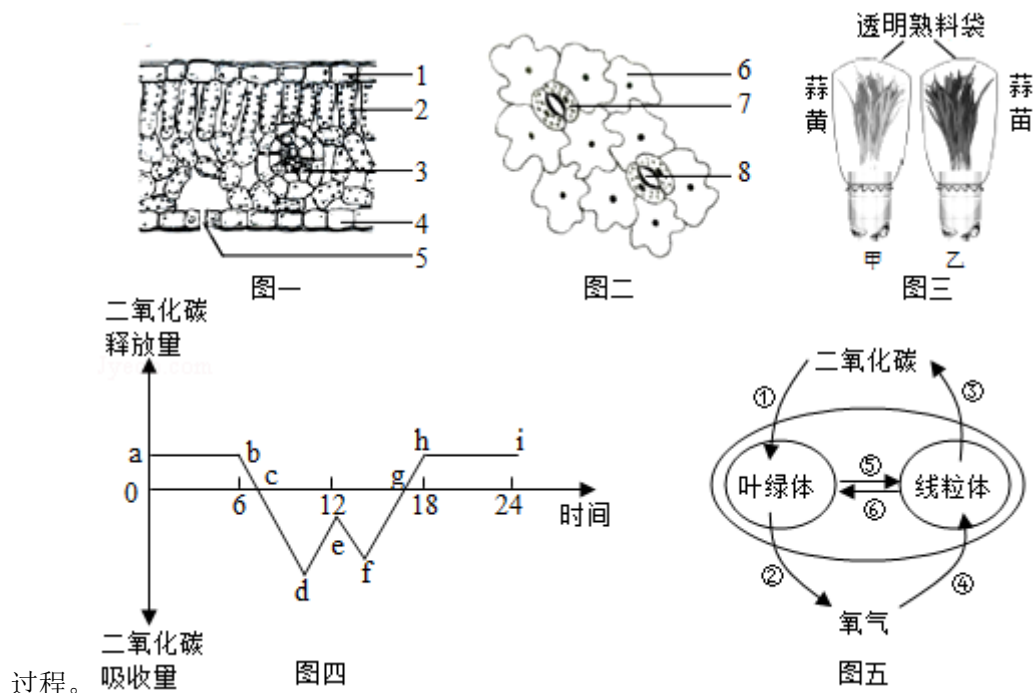 透明熟料袋
1
2
3
4
5
6
7
8
蒜黄
蒜苗
甲
乙
图一
图二
图三
二氧化碳
释放量
a
b
c
d
e
f
g
h
i
0
6
12
18
24
时间
二氧化碳
吸收量
图四
二氧化碳
①
③
叶绿体
⑤
⑥
线粒体
②
④
氧气
图五
过程。